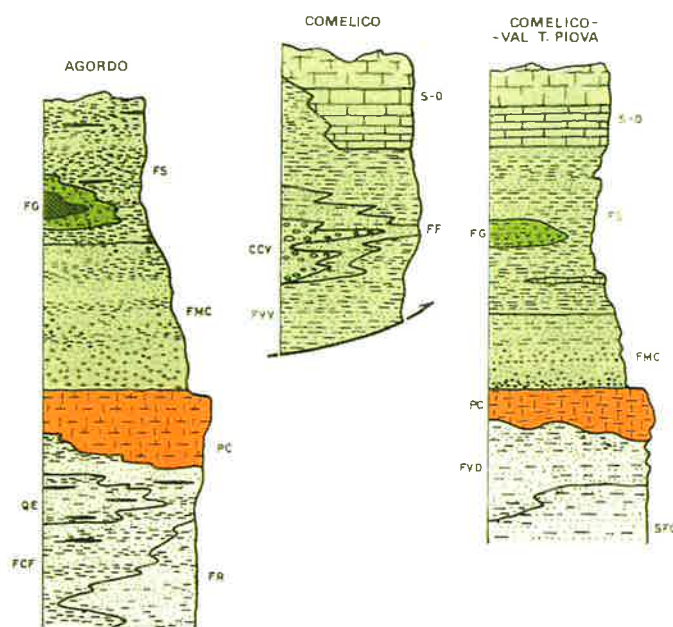 AGORDO
FS
FG
FMC
PC
QE
FCF
FR
COMELICO
S-D
FF
CCV
FVV
COMELICO-
-VAL T. PIOVA
S-D
FS
FG
FMC
PC
FVD
SFC